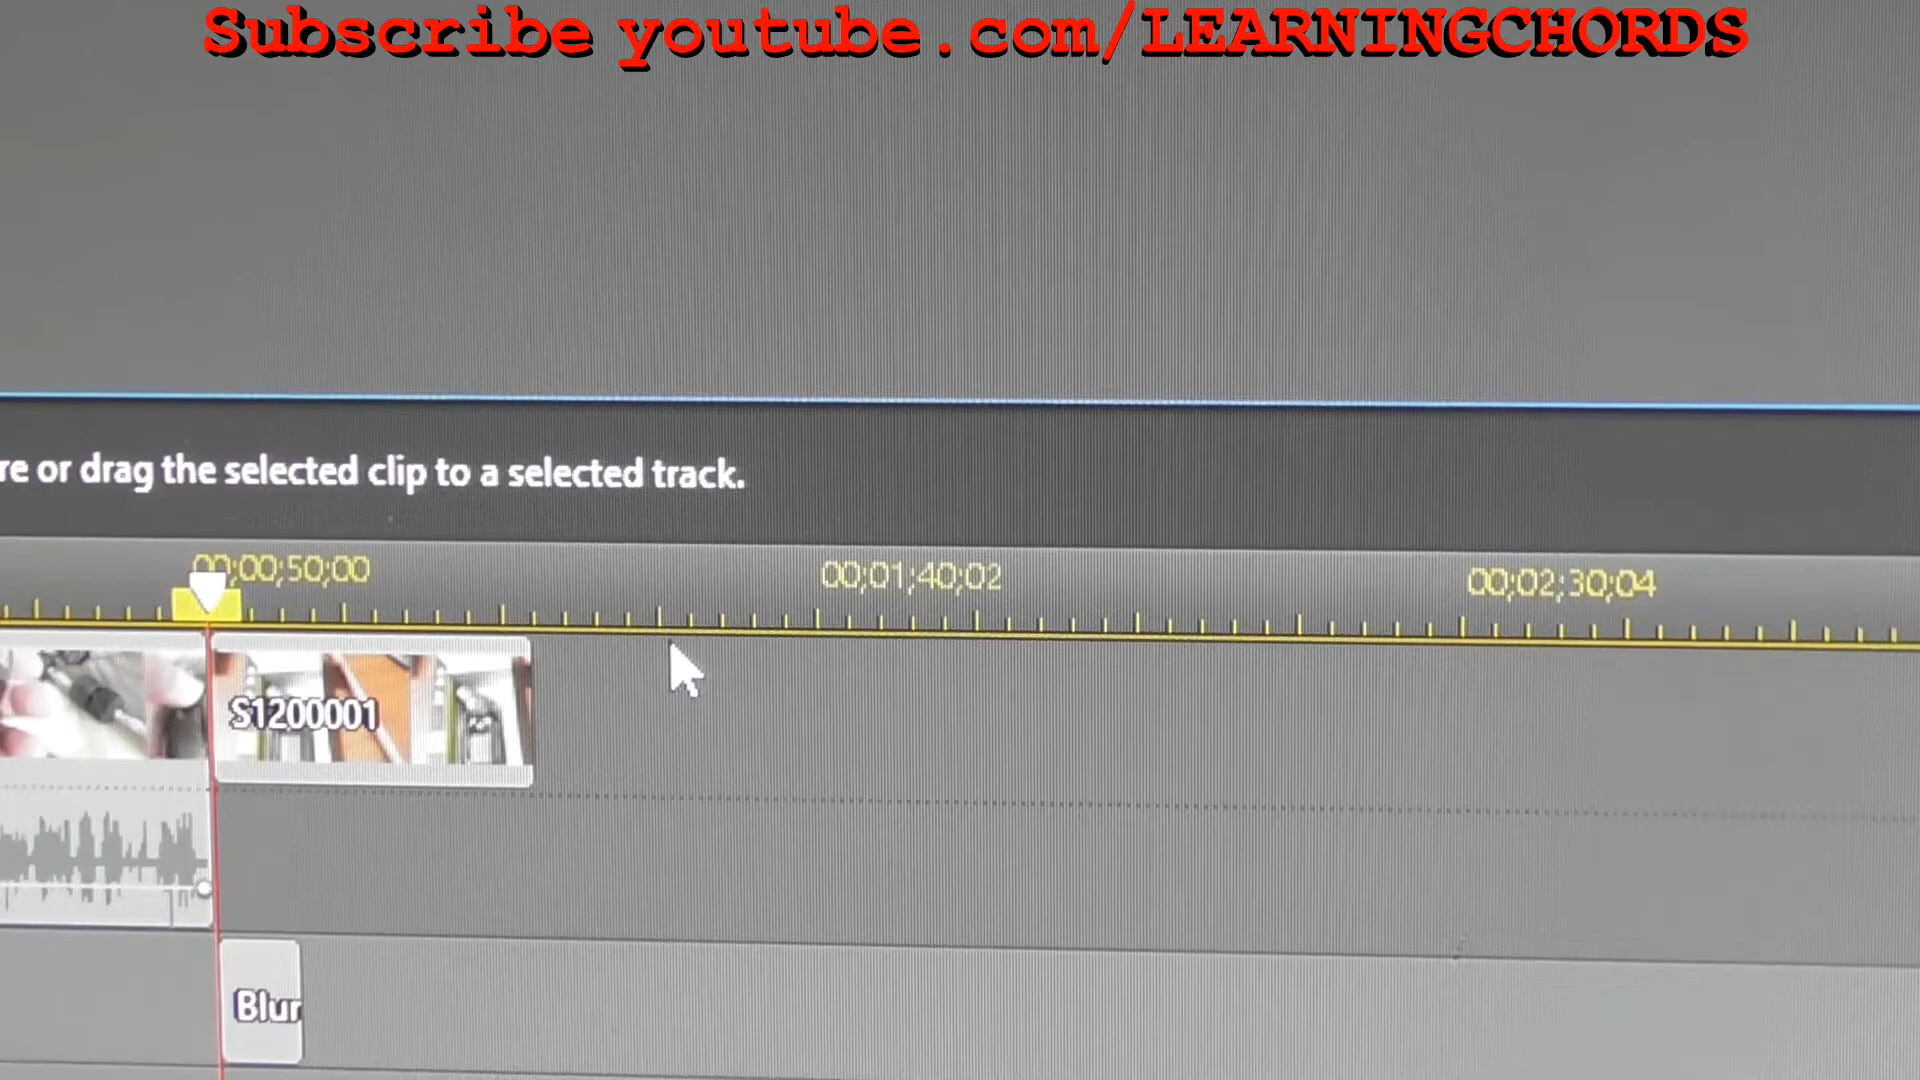 Subscribe youtube.com/LEARNINGCHORDS
re or drag the selected clip to a selected track.
00;00;50;00
00;01;40;02
00;02;30;04
S1200001
Blur